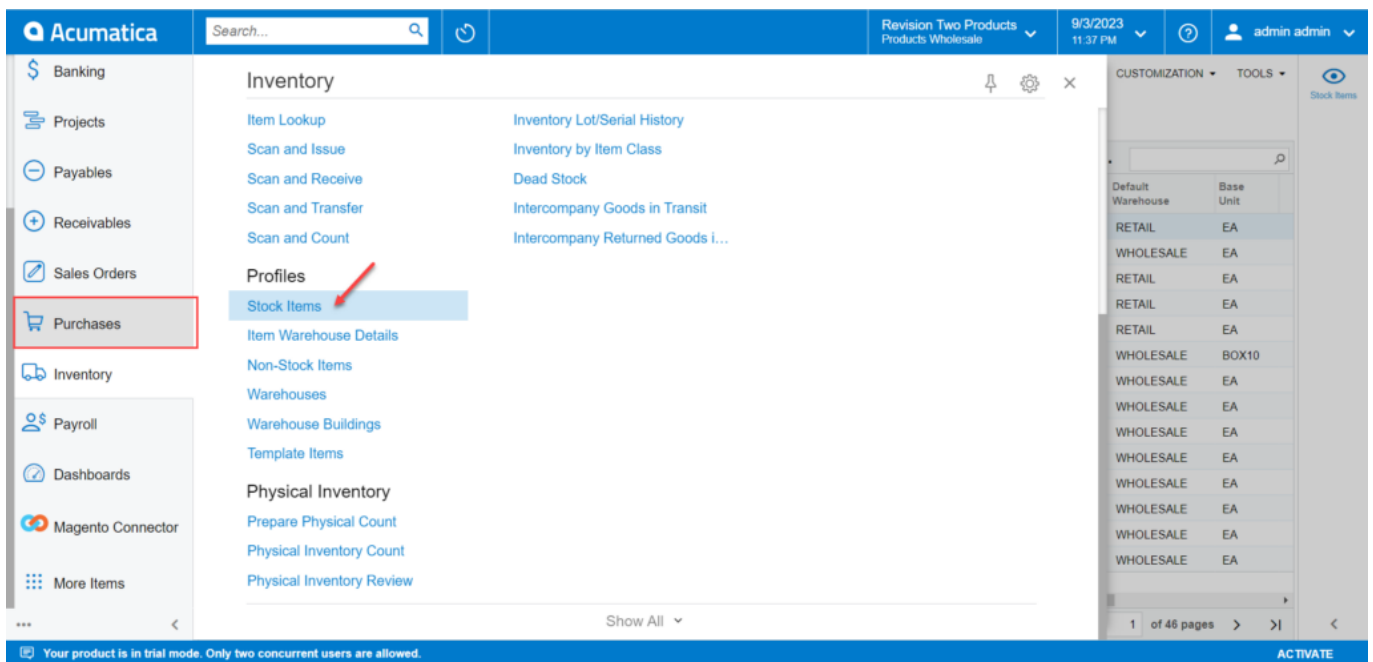 Acumatica
Search...
Revision Two Products
Products Wholesale
9/3/2023
11:37 PM
admin admin
Banking
Projects
Payables
Receivables
Sales Orders
Purchases
Inventory
Payroll
Dashboards
Magento Connector
More Items
Inventory
Item Lookup
Scan and Issue
Scan and Receive
Scan and Transfer
Scan and Count
Profiles
Stock Items
Item Warehouse Details
Non-Stock Items
Warehouses
Warehouse Buildings
Template Items
Physical Inventory
Prepare Physical Count
Physical Inventory Count
Physical Inventory Review
Inventory Lot/Serial History
Inventory by Item Class
Dead Stock
Intercompany Goods in Transit
Intercompany Returned Goods i...
Show All
CUSTOMIZATION TOOLS
Stock Items
Default
Warehouse
Base
Unit
RETAIL EA
WHOLESALE EA
RETAIL EA
RETAIL EA
RETAIL EA
WHOLESALE BOX10
WHOLESALE EA
WHOLESALE EA
WHOLESALE EA
WHOLESALE EA
WHOLESALE EA
WHOLESALE EA
WHOLESALE EA
WHOLESALE EA
1 of 46 pages
Your product is in trial mode. Only two concurrent users are allowed.
ACTIVATE